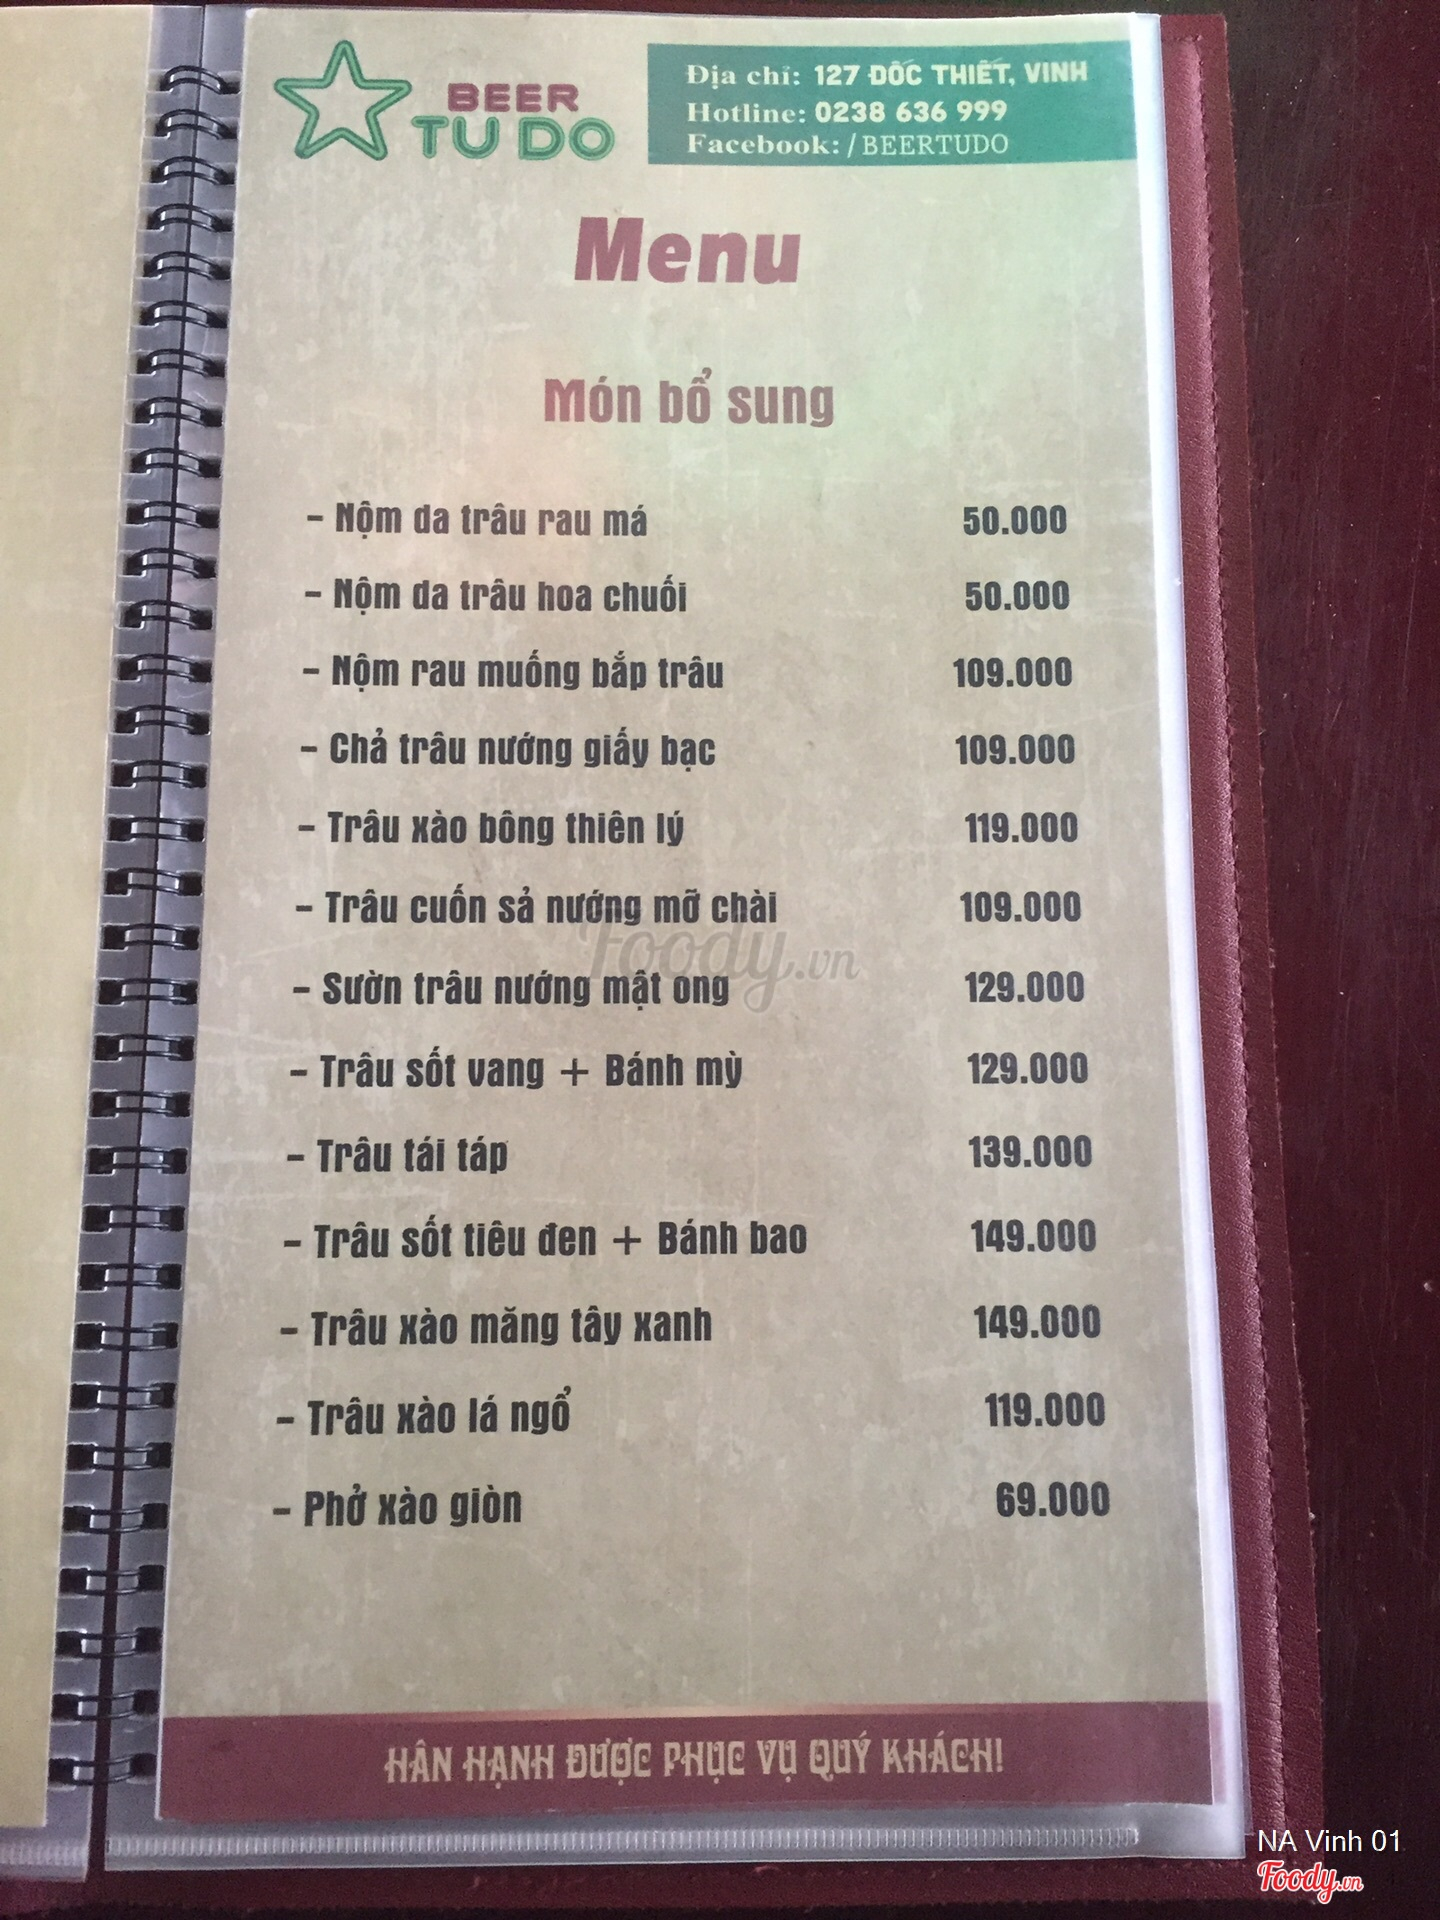 BEER
TU DO
Địa chỉ: 127 DỐC THIẾT, VINH
Hotline: 0238 636 999
Facebook: /BEERTUDO
Menu
Món bổ sung
- Nộm da trâu rau má 50.000
- Nộm da trâu hoa chuối 50.000
- Nộm rau muống bắp trâu 109.000
- Chả trâu nướng giấy bạc 109.000
- Trâu xào bông thiên lý 119.000
- Trâu cuốn sả nướng mỡ chài 109.000
- Sườn trâu nướng mật ong 129.000
- Trâu sốt vang + Bánh mỳ 129.000
- Trâu tái táp 139.000
- Trâu sốt tiêu đen + Bánh bao 149.000
- Trâu xào măng tây xanh 149.000
- Trâu xào lá ngổ 119.000
- Phở xào giòn 69.000
Foody.vn
HÂN HẠNH ĐƯỢC PHỤC VỤ QUÝ KHÁCH!
NA Vinh 01
Foody.vn